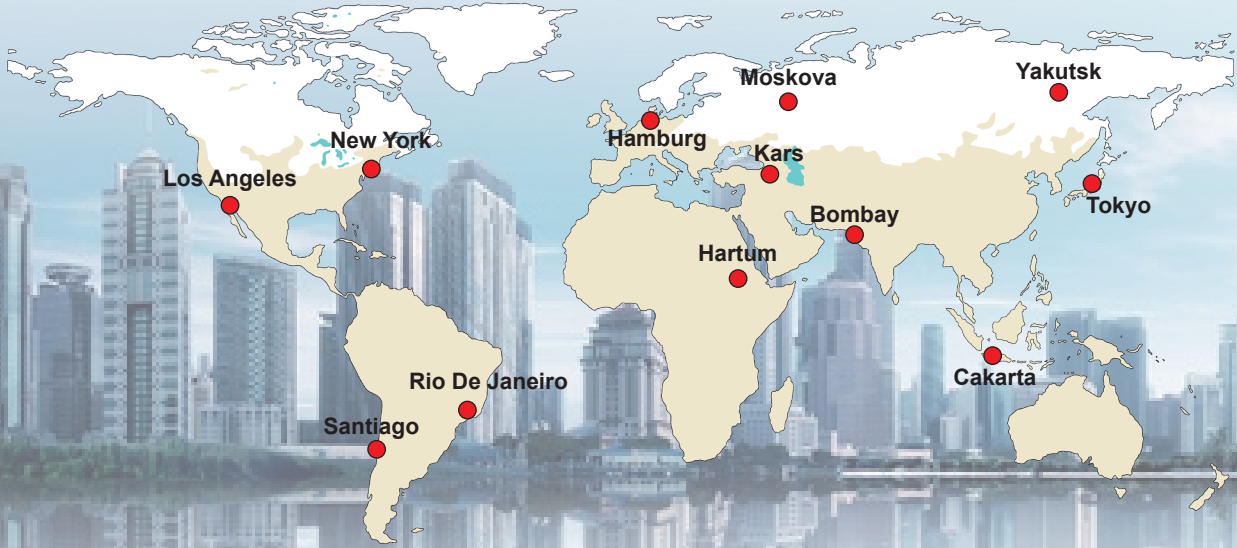 Moskova
Yakutsk
New York
Hamburg
Kars
Los Angeles
Tokyo
Bombay
Hartum
Cakarta
Rio De Janeiro
Santiago